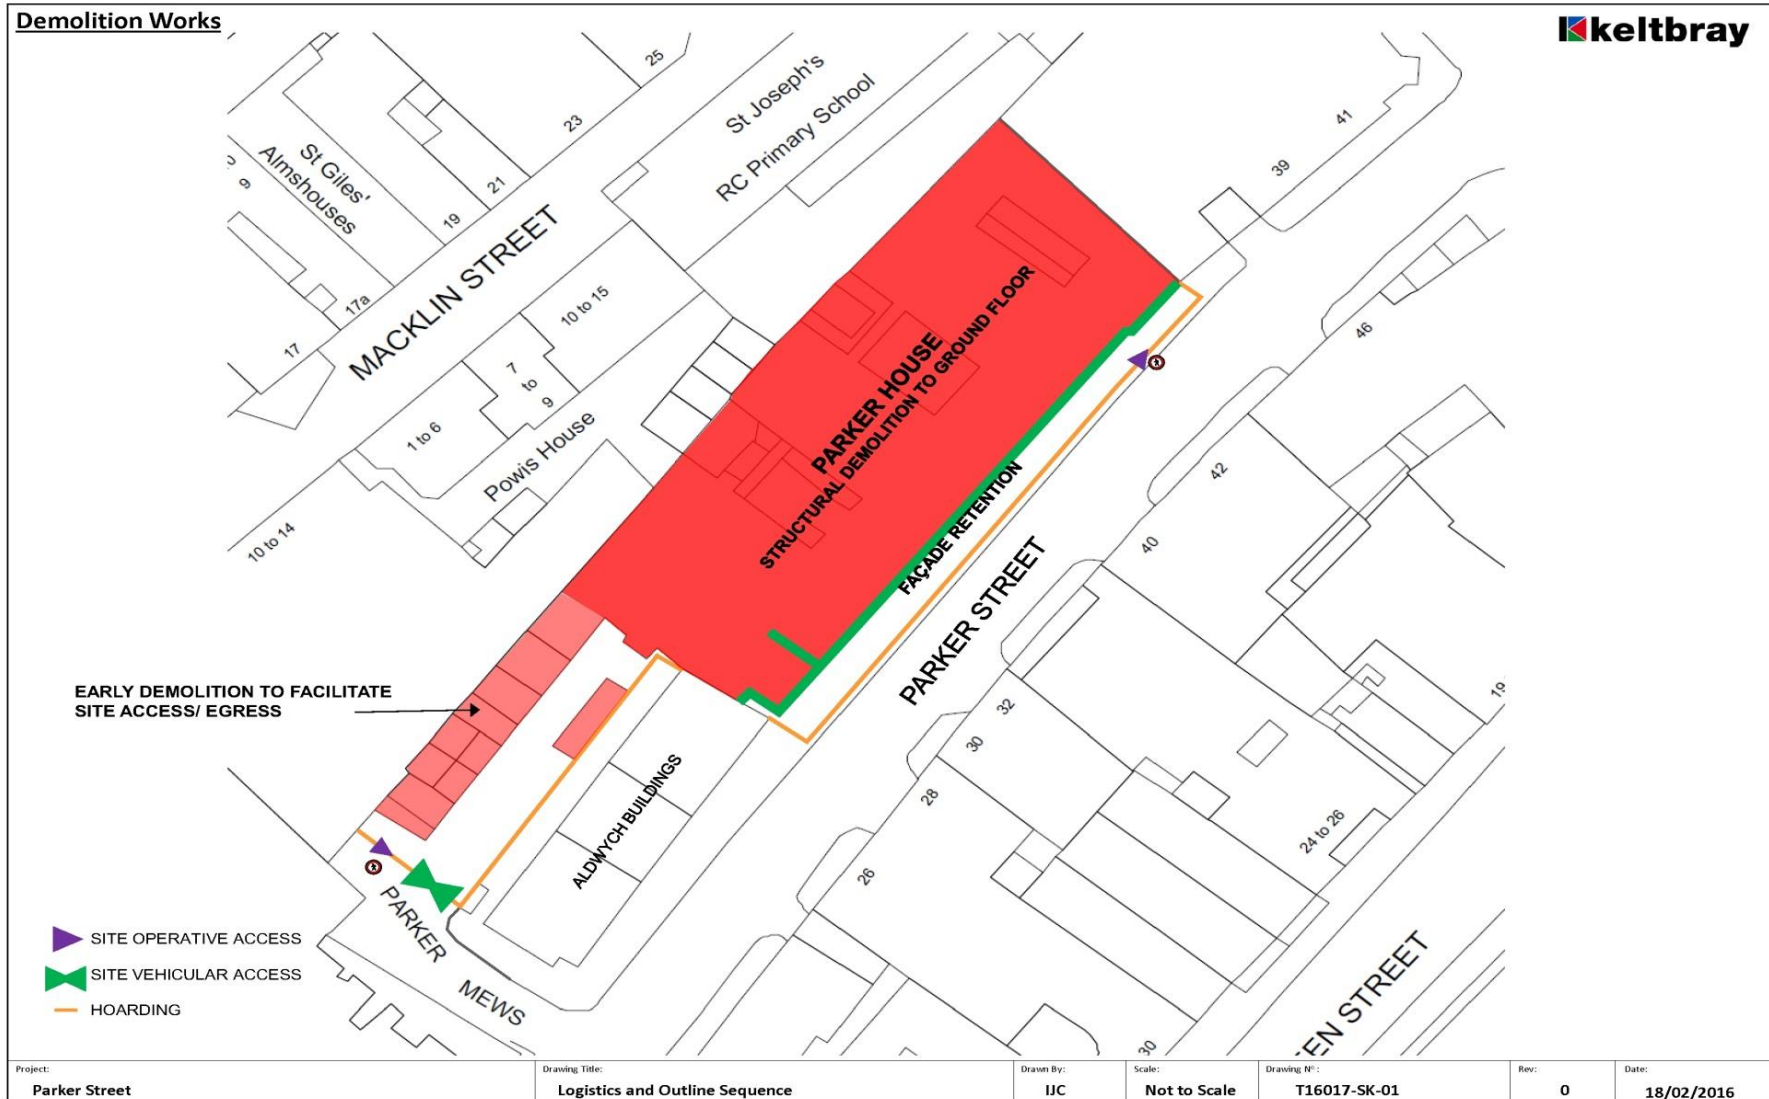 Demolition Works
keltbray
25
23
21
19
17a
17
9
St Giles'
Almshouses
MACKLIN STREET
St Joseph's
RC Primary School
10 to 15
7
to
9
1 to 6
Powis House
10 to 14
41
39
46
42
40
32
30
28
26
24 to 26
19
30
PARKER HOUSE
STRUCTURAL DEMOLITION TO GROUND FLOOR
FAÇADE RETENTION
PARKER STREET
EARLY DEMOLITION TO FACILITATE
SITE ACCESS/ EGRESS
ALDWYCH BUILDINGS
PARKER
MEWS
EEN STREET
SITE OPERATIVE ACCESS
SITE VEHICULAR ACCESS
HOARDING
Project:
Parker Street
Drawing Title:
Logistics and Outline Sequence
Drawn By:
IJC
Scale:
Not to Scale
Drawing Nº :
T16017-SK-01
Rev:
0
Date:
18/02/2016